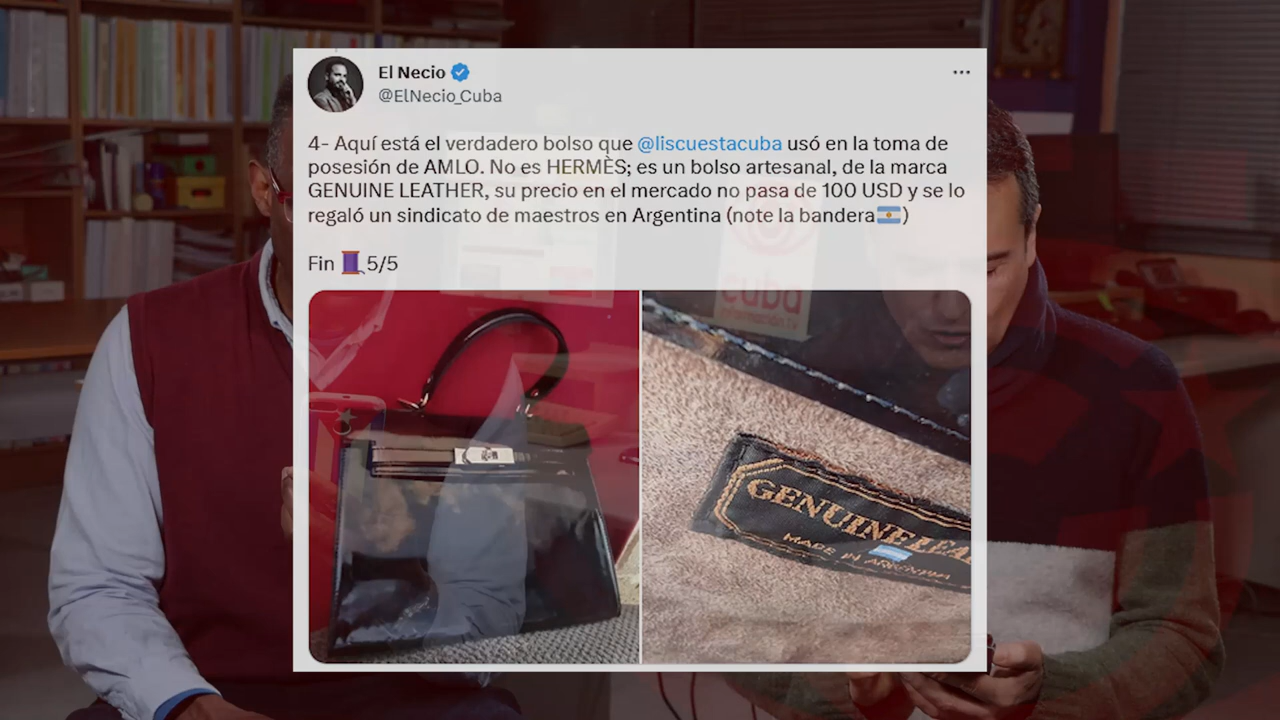 El Necio
@ElNecio_Cuba
4- Aquí está el verdadero bolso que @liscuestacuba usó en la toma de
posesión de AMLO. No es HERMÈS; es un bolso artesanal, de la marca
GENUINE LEATHER, su precio en el mercado no pasa de 100 USD y se lo
regaló un sindicato de maestros en Argentina (note la bandera🇦🇷)
Fin 🧵5/5
cuba
información.tv
GENUINE LEA
MADE IN ARGENTINA